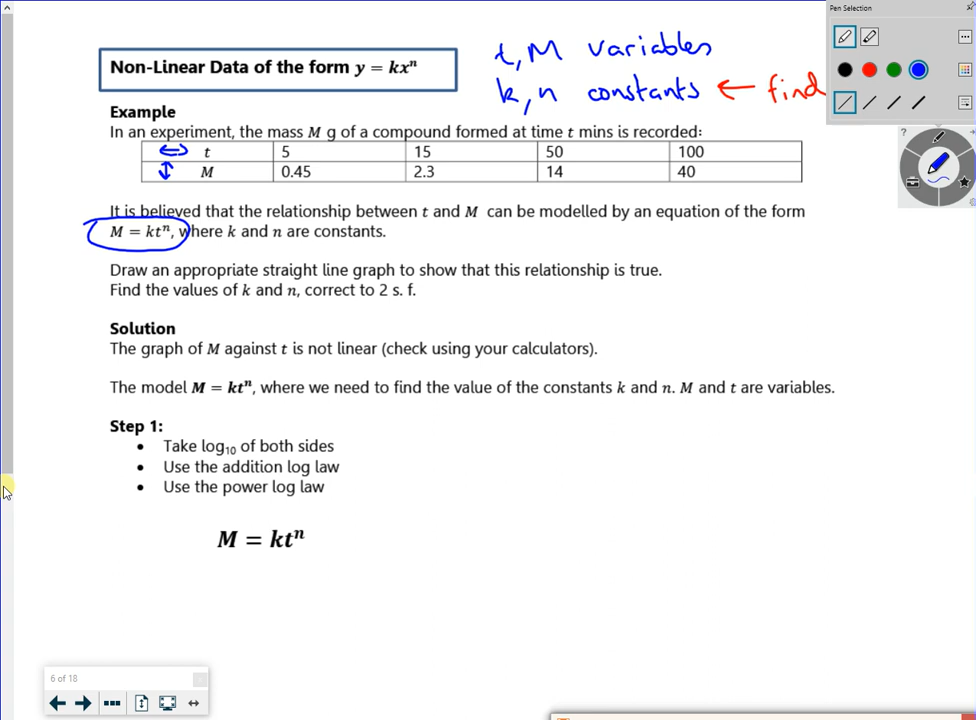 Pen Selection
t, M variables
Non-Linear Data of the form y = kxⁿ
k, n constants ← find
Example
In an experiment, the mass M g of a compound formed at time t mins is recorded:
t 5 15 50 100
M 0.45 2.3 14 40
It is believed that the relationship between t and M can be modelled by an equation of the form
M = ktⁿ, where k and n are constants.
Draw an appropriate straight line graph to show that this relationship is true.
Find the values of k and n, correct to 2 s. f.
Solution
The graph of M against t is not linear (check using your calculators).
The model M = ktⁿ, where we need to find the value of the constants k and n. M and t are variables.
Step 1:
• Take log₁₀ of both sides
• Use the addition log law
• Use the power log law
M = ktⁿ
6 of 18